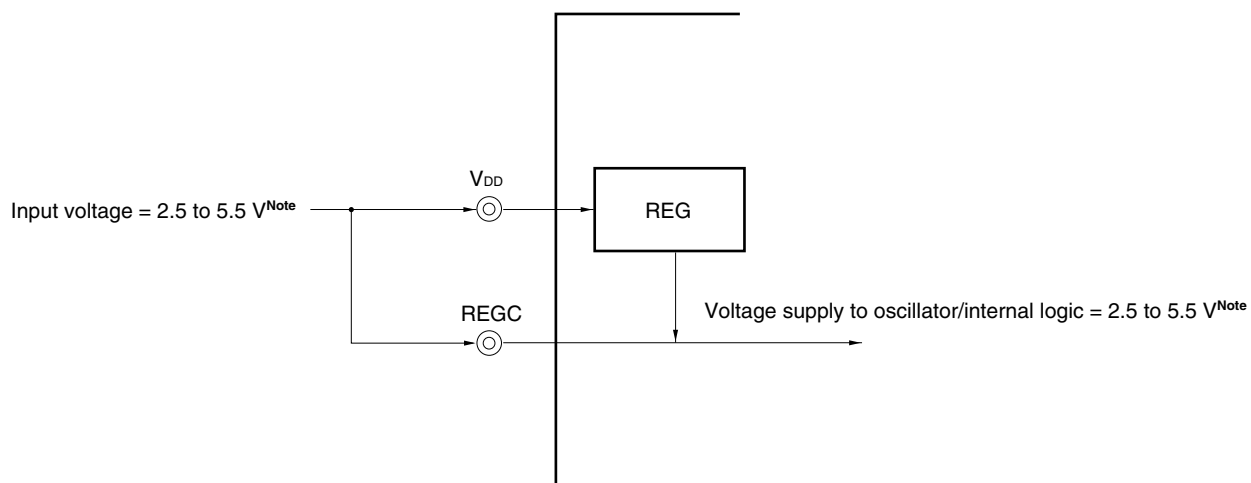 VDD
Input voltage = 2.5 to 5.5 VNote
REG
REGC
Voltage supply to oscillator/internal logic = 2.5 to 5.5 VNote